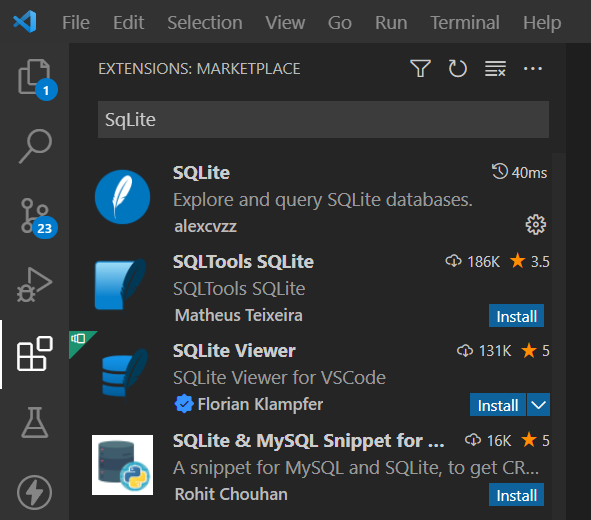 File Edit Selection View Go Run Terminal Help
EXTENSIONS: MARKETPLACE
1
SqLite
SQLite 40ms
Explore and query SQLite databases.
alexcvzz
23
SQLTools SQLite 186K 3.5
SQLTools SQLite
Matheus Teixeira Install
SQLite Viewer 131K 5
SQLite Viewer for VSCode
Florian Klampfer Install
SQLite & MySQL Snippet for ... 16K 5
A snippet for MySQL and SQLite, to get CR...
Rohit Chouhan Install